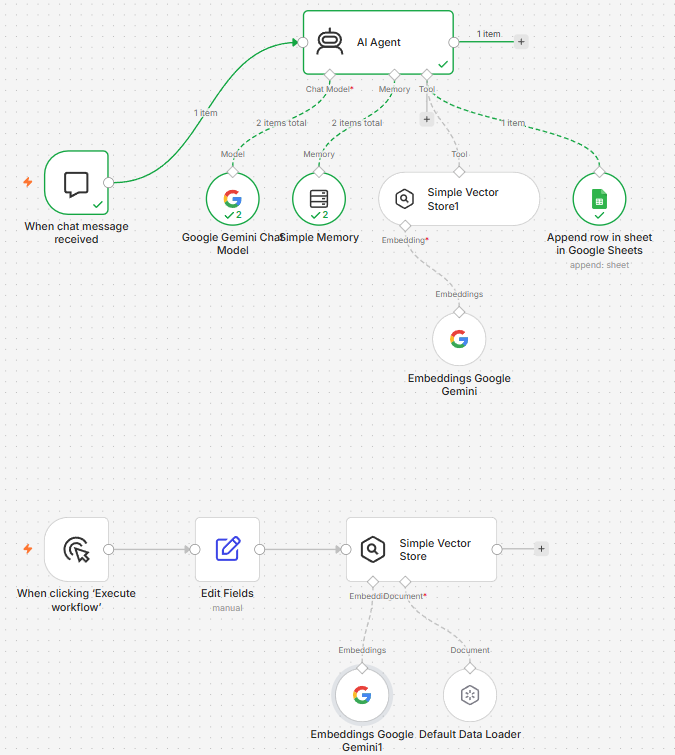 AI Agent
1 item
Chat Model*
Memory
Tool
1 item
2 items total
2 items total
1 item
Model
Memory
Tool
Simple Vector
Store1
2
2
When chat message
received
Google Gemini Chat
Model
Simple Memory
Embedding*
Append row in sheet
in Google Sheets
append: sheet
Embeddings
Embeddings Google
Gemini
Simple Vector
Store
When clicking ‘Execute
workflow’
Edit Fields
manual
Document*
Embeddings
Document
Embeddings Google
Gemini1
Default Data Loader